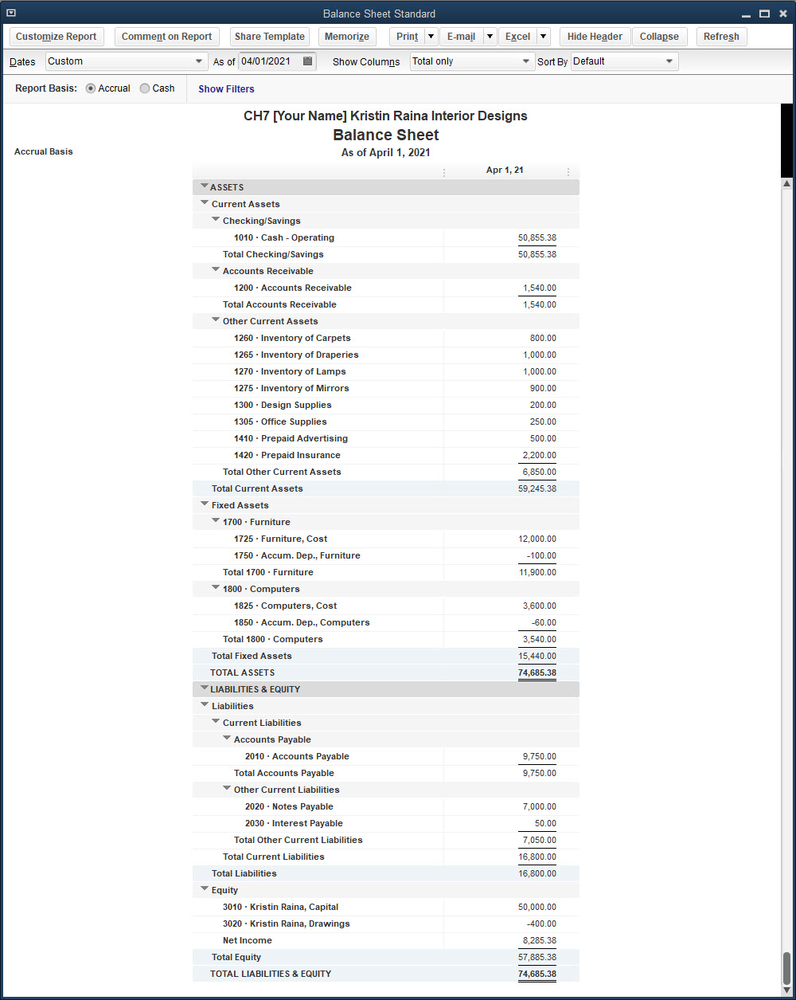 Balance Sheet Standard
Customize Report Comment on Report Share Template Memorize Print E-mail Excel Hide Header Collapse Refresh
Dates Custom As of 04/01/2021 Show Columns Total only Sort By Default
Report Basis: Accrual Cash Show Filters
CH7 [Your Name] Kristin Raina Interior Designs
Balance Sheet
Accrual Basis As of April 1, 2021
Apr 1, 21
ASSETS
Current Assets
Checking/Savings
1010 · Cash - Operating 50,855.38
Total Checking/Savings 50,855.38
Accounts Receivable
1200 · Accounts Receivable 1,540.00
Total Accounts Receivable 1,540.00
Other Current Assets
1260 · Inventory of Carpets 800.00
1265 · Inventory of Draperies 1,000.00
1270 · Inventory of Lamps 1,000.00
1275 · Inventory of Mirrors 900.00
1300 · Design Supplies 200.00
1305 · Office Supplies 250.00
1410 · Prepaid Advertising 500.00
1420 · Prepaid Insurance 2,200.00
Total Other Current Assets 6,850.00
Total Current Assets 59,245.38
Fixed Assets
1700 · Furniture
1725 · Furniture, Cost 12,000.00
1750 · Accum. Dep., Furniture -100.00
Total 1700 · Furniture 11,900.00
1800 · Computers
1825 · Computers, Cost 3,600.00
1850 · Accum. Dep., Computers -60.00
Total 1800 · Computers 3,540.00
Total Fixed Assets 15,440.00
TOTAL ASSETS 74,685.38
LIABILITIES & EQUITY
Liabilities
Current Liabilities
Accounts Payable
2010 · Accounts Payable 9,750.00
Total Accounts Payable 9,750.00
Other Current Liabilities
2020 · Notes Payable 7,000.00
2030 · Interest Payable 50.00
Total Other Current Liabilities 7,050.00
Total Current Liabilities 16,800.00
Total Liabilities 16,800.00
Equity
3010 · Kristin Raina, Capital 50,000.00
3020 · Kristin Raina, Drawings -400.00
Net Income 8,285.38
Total Equity 57,885.38
TOTAL LIABILITIES & EQUITY 74,685.38